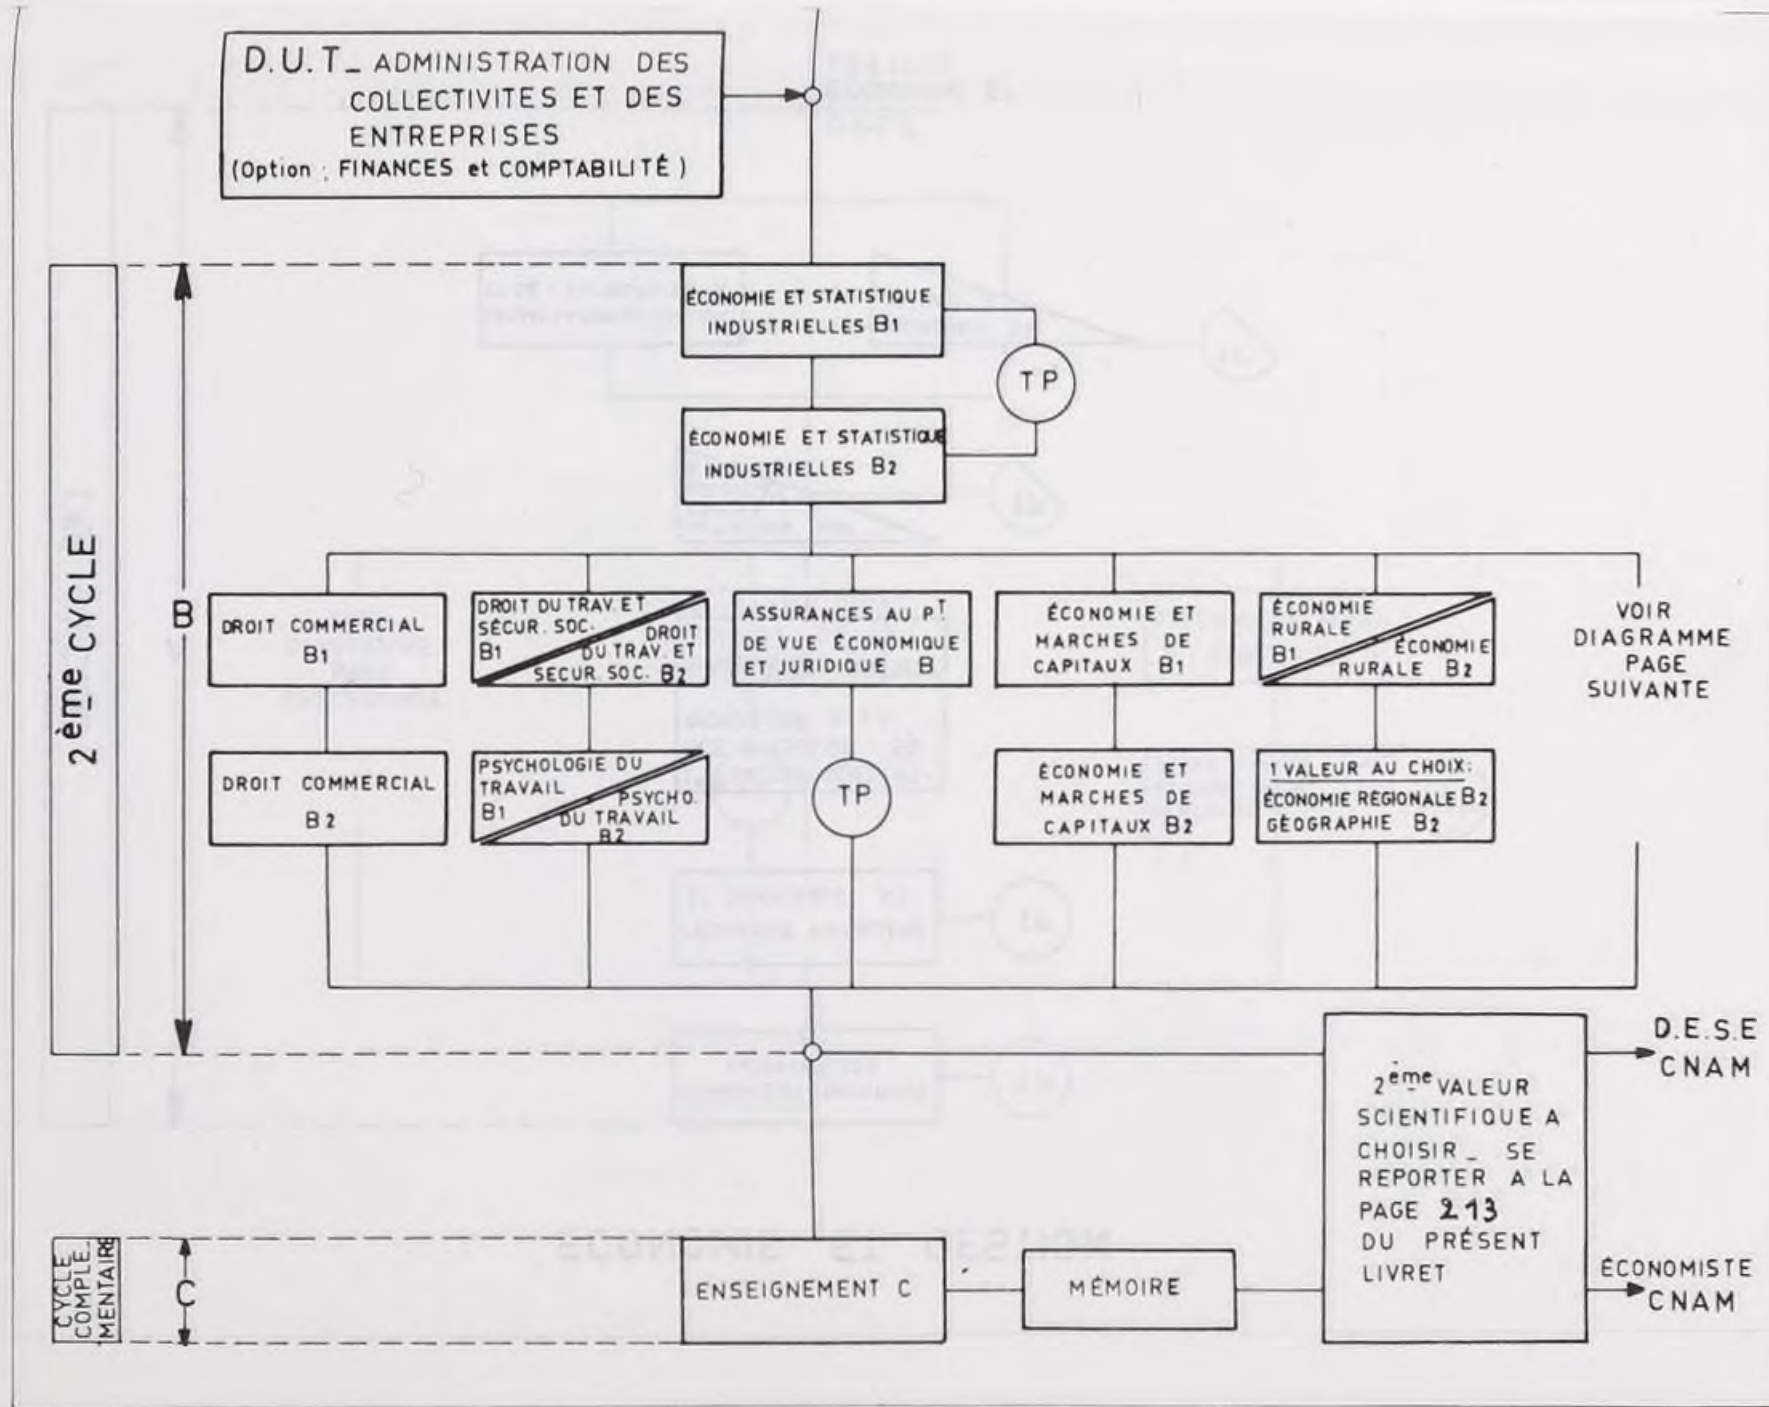 D.U.T_ ADMINISTRATION DES
COLLECTIVITES ET DES
ENTREPRISES
(Option : FINANCES et COMPTABILITÉ)
2ème CYCLE
B
ÉCONOMIE ET STATISTIQUE
INDUSTRIELLES B1
TP
ÉCONOMIE ET STATISTIQUE
INDUSTRIELLES B2
DROIT COMMERCIAL
B1
DROIT DU TRAV. ET
SÉCUR. SOC.
B1
DROIT
DU TRAV. ET
SECUR. SOC. B2
ASSURANCES AU PT
DE VUE ÉCONOMIQUE
ET JURIDIQUE B
ÉCONOMIE ET
MARCHES DE
CAPITAUX B1
ÉCONOMIE
RURALE
B1
ÉCONOMIE
RURALE B2
VOIR
DIAGRAMME
PAGE
SUIVANTE
DROIT COMMERCIAL
B2
PSYCHOLOGIE DU
TRAVAIL
B1
PSYCHO.
DU TRAVAIL
B2
TP
ÉCONOMIE ET
MARCHES DE
CAPITAUX B2
1 VALEUR AU CHOIX:
ÉCONOMIE RÉGIONALE B2
GÉOGRAPHIE B2
2ème VALEUR
SCIENTIFIQUE A
CHOISIR_ SE
REPORTER A LA
PAGE 213
DU PRÉSENT
LIVRET
D.E.S.E
CNAM
CYCLE
COMPLÉ_
MENTAIRE
C
ENSEIGNEMENT C
MÉMOIRE
ÉCONOMISTE
CNAM